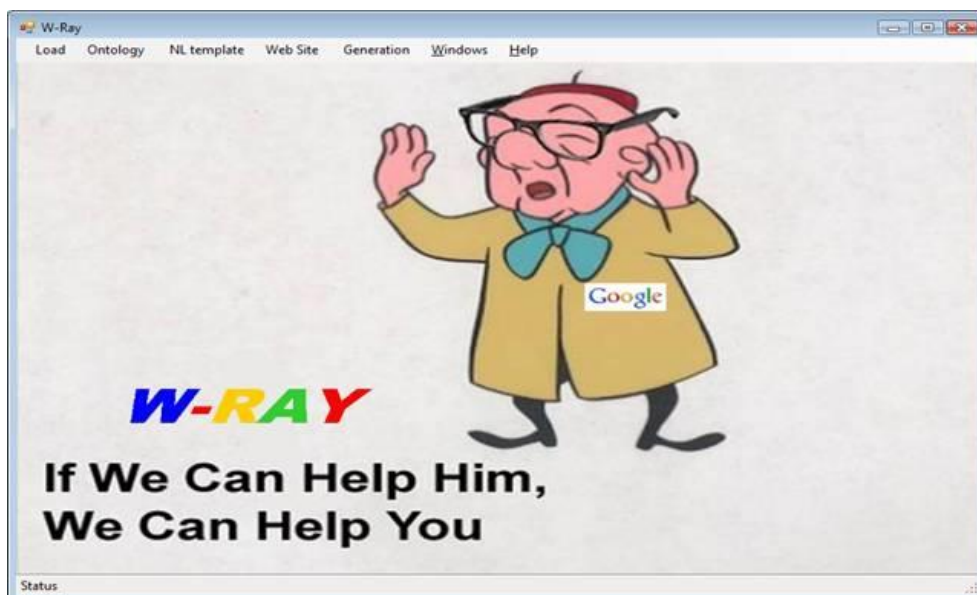 W-Ray
Load Ontology NL template Web Site Generation Windows Help
Google
W-RAY
If We Can Help Him,
We Can Help You
Status